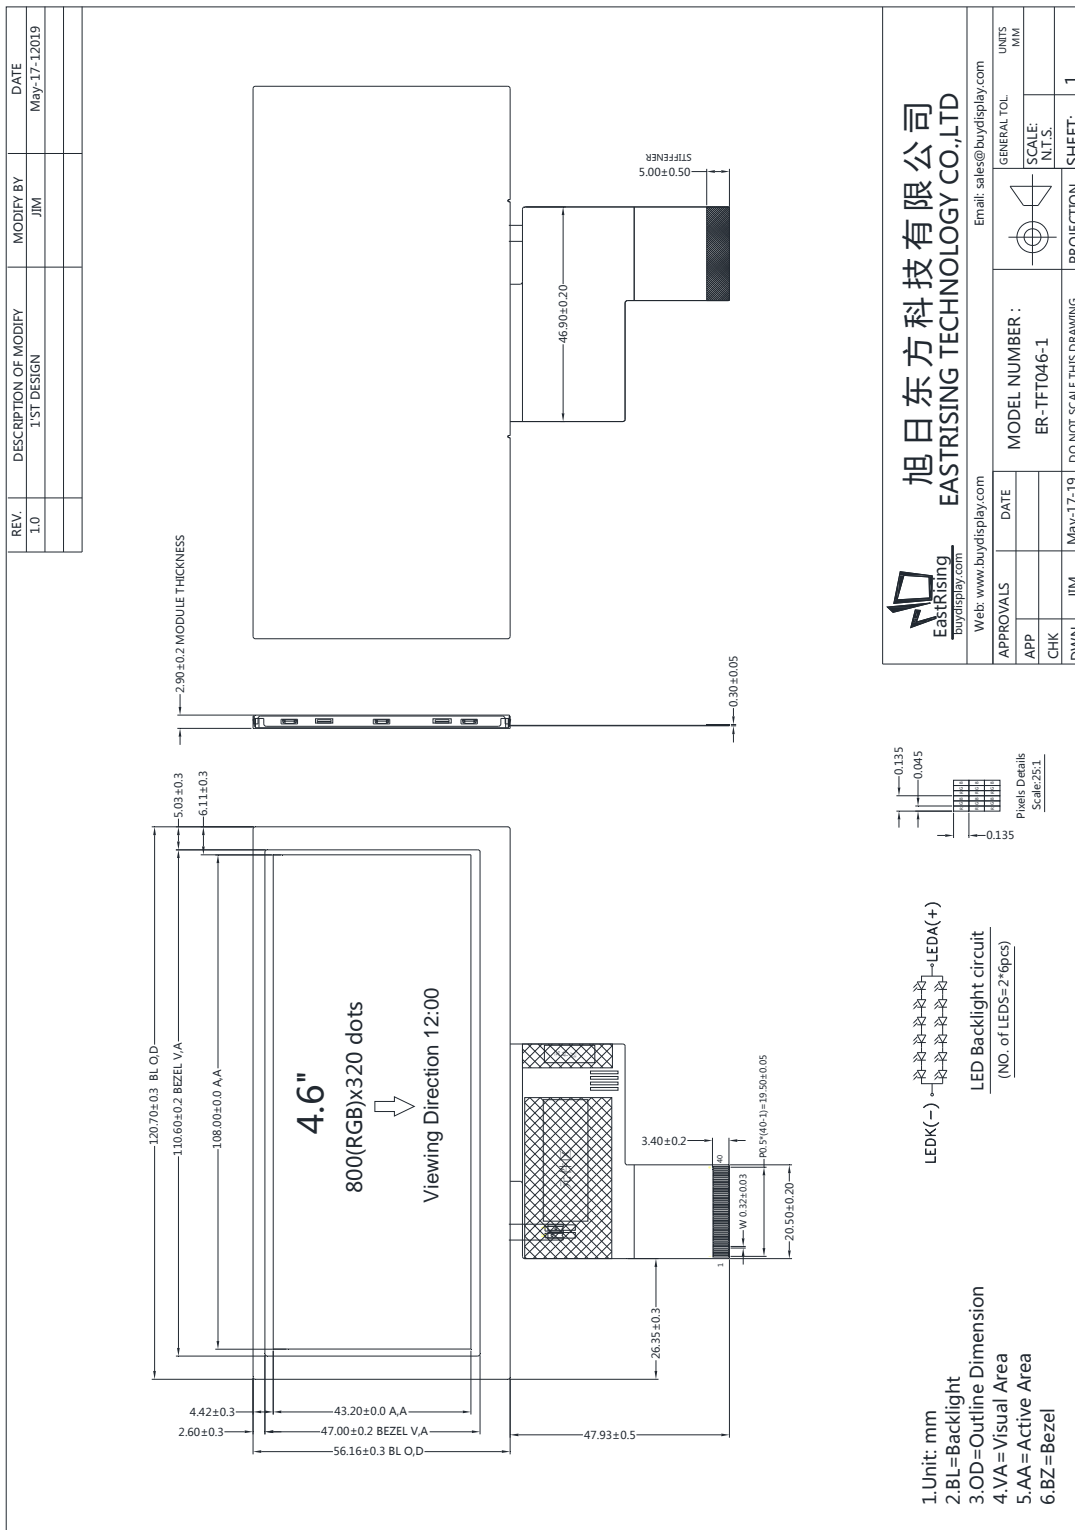 REV.
DESCRIPTION OF MODIFY
MODIFY BY
DATE
1.0
1'ST DESIGN
JIM
May-17-12019
120.70±0.3 BL O,D
110.60±0.2 BEZEL V,A
108.00±0.0 A,A
5.03±0.3
6.11±0.3
4.6"
800(RGB)x320 dots
Viewing Direction 12:00
4.42±0.3
2.60±0.3
43.20±0.0 A,A
47.00±0.2 BEZEL V,A
56.16±0.3 BL O,D
47.93±0.5
26.35±0.3
3.40±0.2
1
40
W 0.32±0.03
P0.5*(40-1)=19.50±0.05
20.50±0.20
2.90±0.2 MODULE THICKNESS
0.30±0.05
46.90±0.20
5.00±0.50
STIFFENER
1.Unit: mm
2.BL=Backlight
3.OD=Outline Dimension
4.VA=Visual Area
5.AA=Active Area
6.BZ=Bezel
LEDK(-)
LEDA(+)
LED Backlight circuit
(NO. of LEDS=2*6pcs)
0.135
0.045
0.135
Pixels Details
Scale:25:1
EastRising
buydisplay.com
旭日东方科技有限公司
EASTRISING TECHNOLOGY CO.,LTD
Web: www.buydisplay.com
Email: sales@buydisplay.com
APPROVALS
DATE
APP
CHK
DWN
JIM
May-17-19
MODEL NUMBER :
ER-TFT046-1
DO NOT SCALE THIS DRAWING
PROJECTION
GENERAL TOL.
UNITS
MM
SCALE:
N.T.S.
SHEET:
1